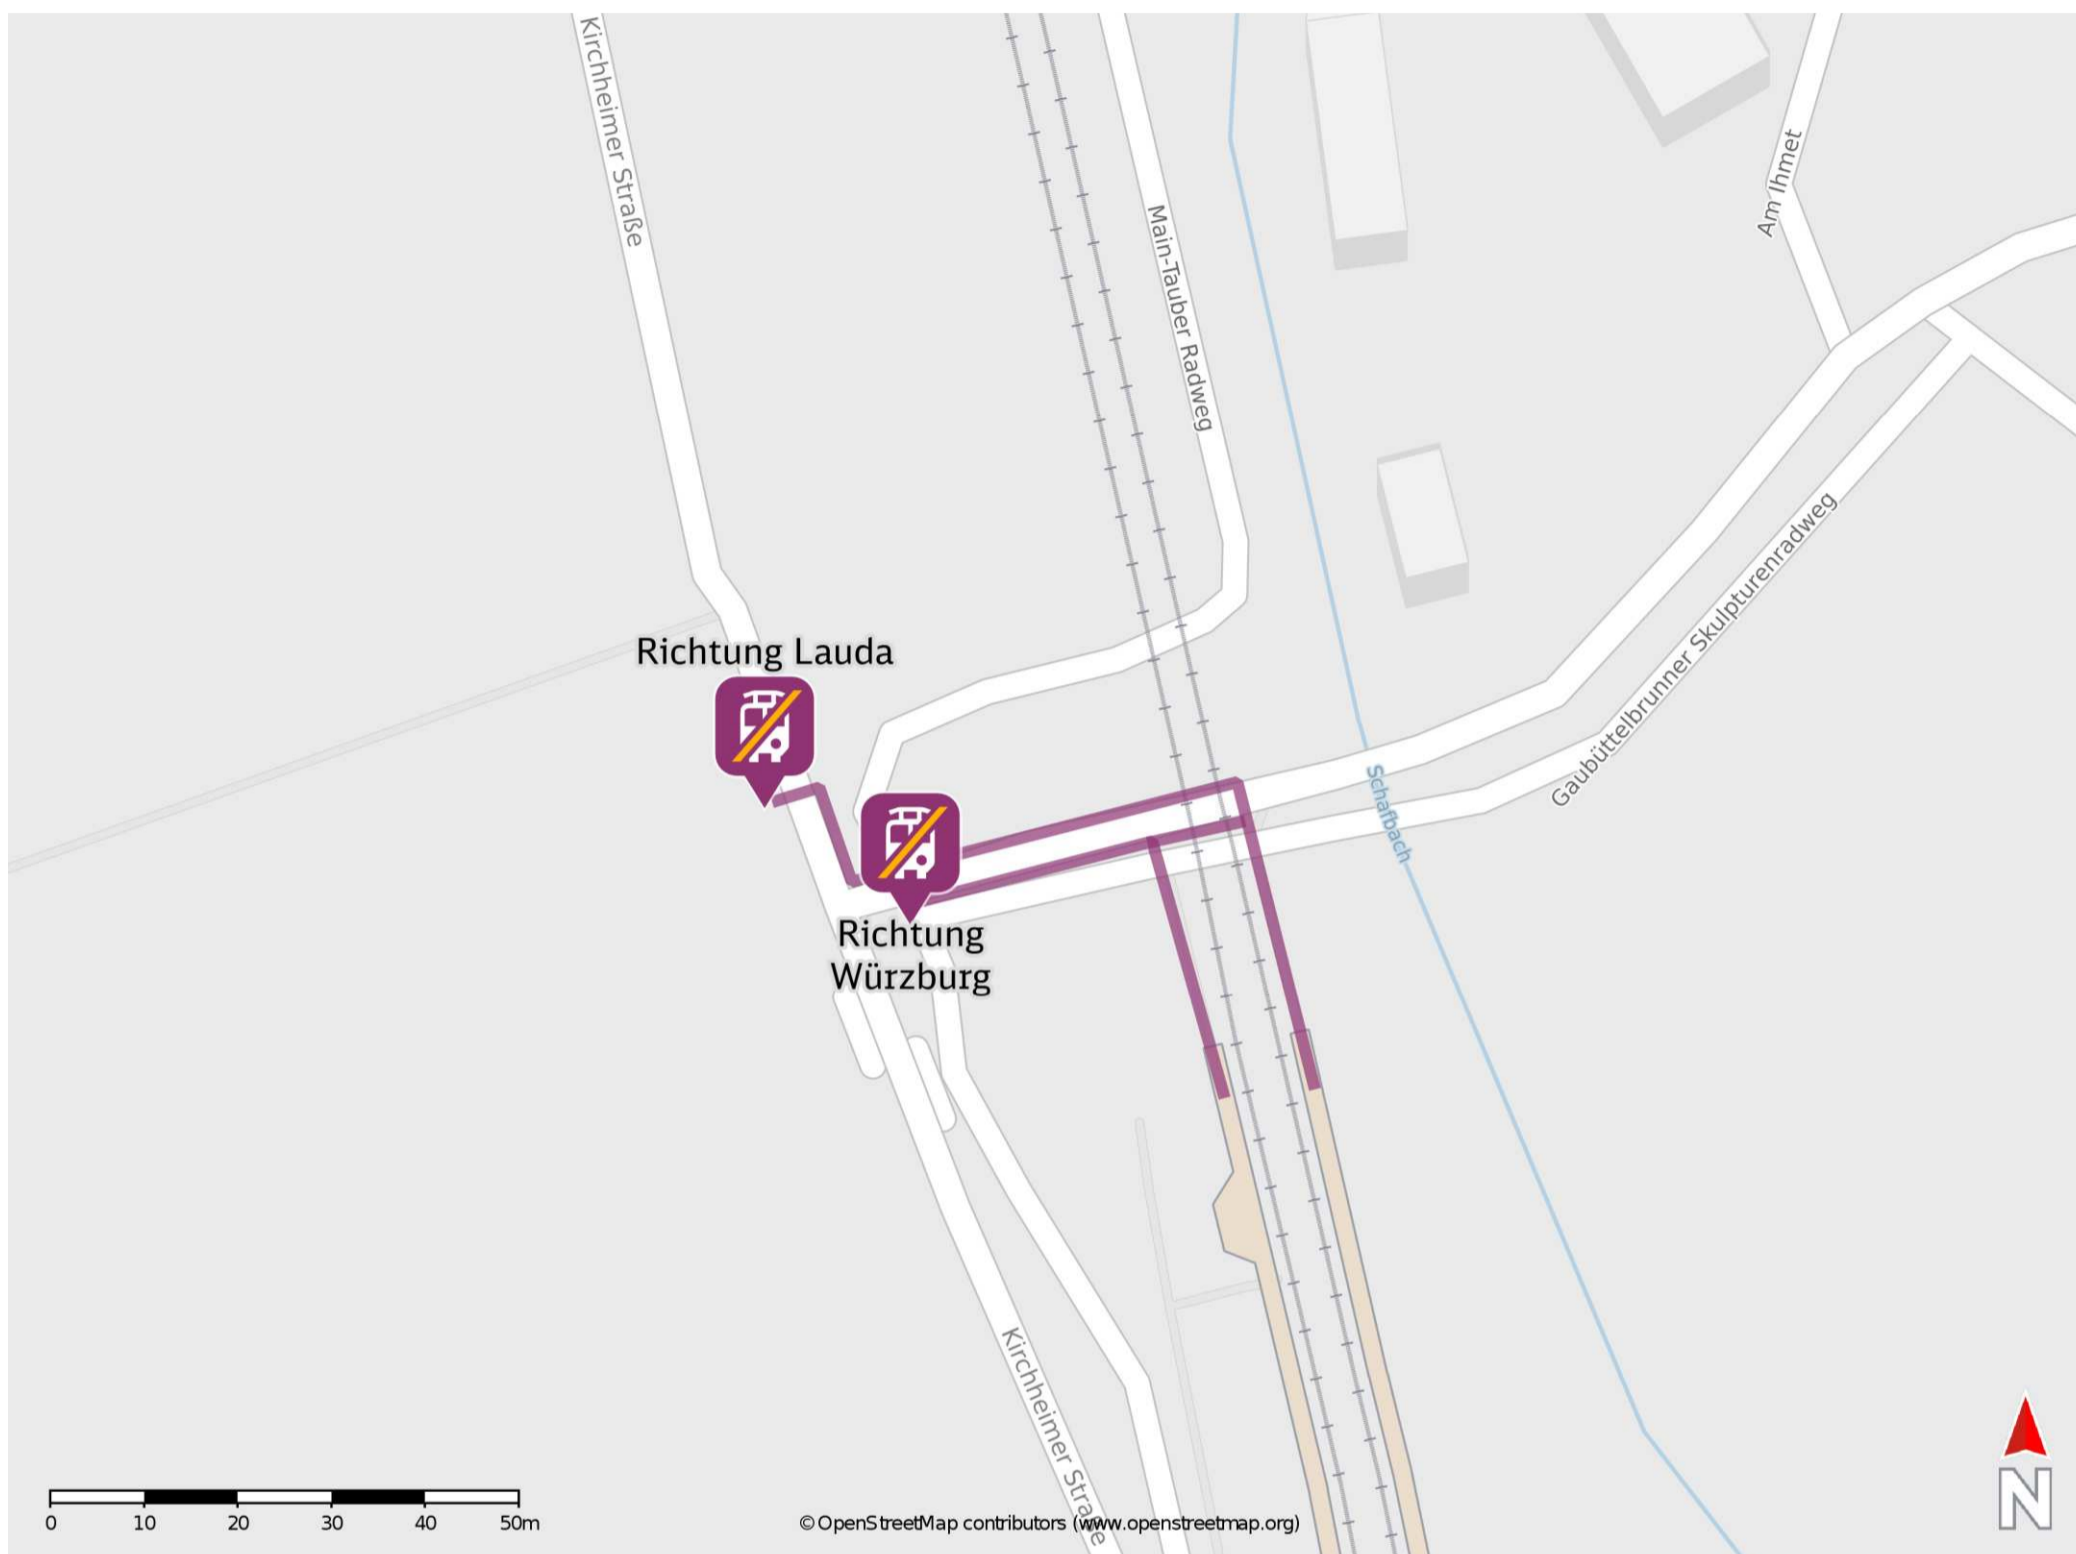 Kirchheimer Straße
Am Ihmet
Main-Tauber Radweg
Gaubüttelbrunner Skulpturenradweg
Richtung Lauda
Schafbach
Richtung
Würzburg
Kirchheimer Straße
N
0 10 20 30 40 50m
© OpenStreetMap contributors (www.openstreetmap.org)